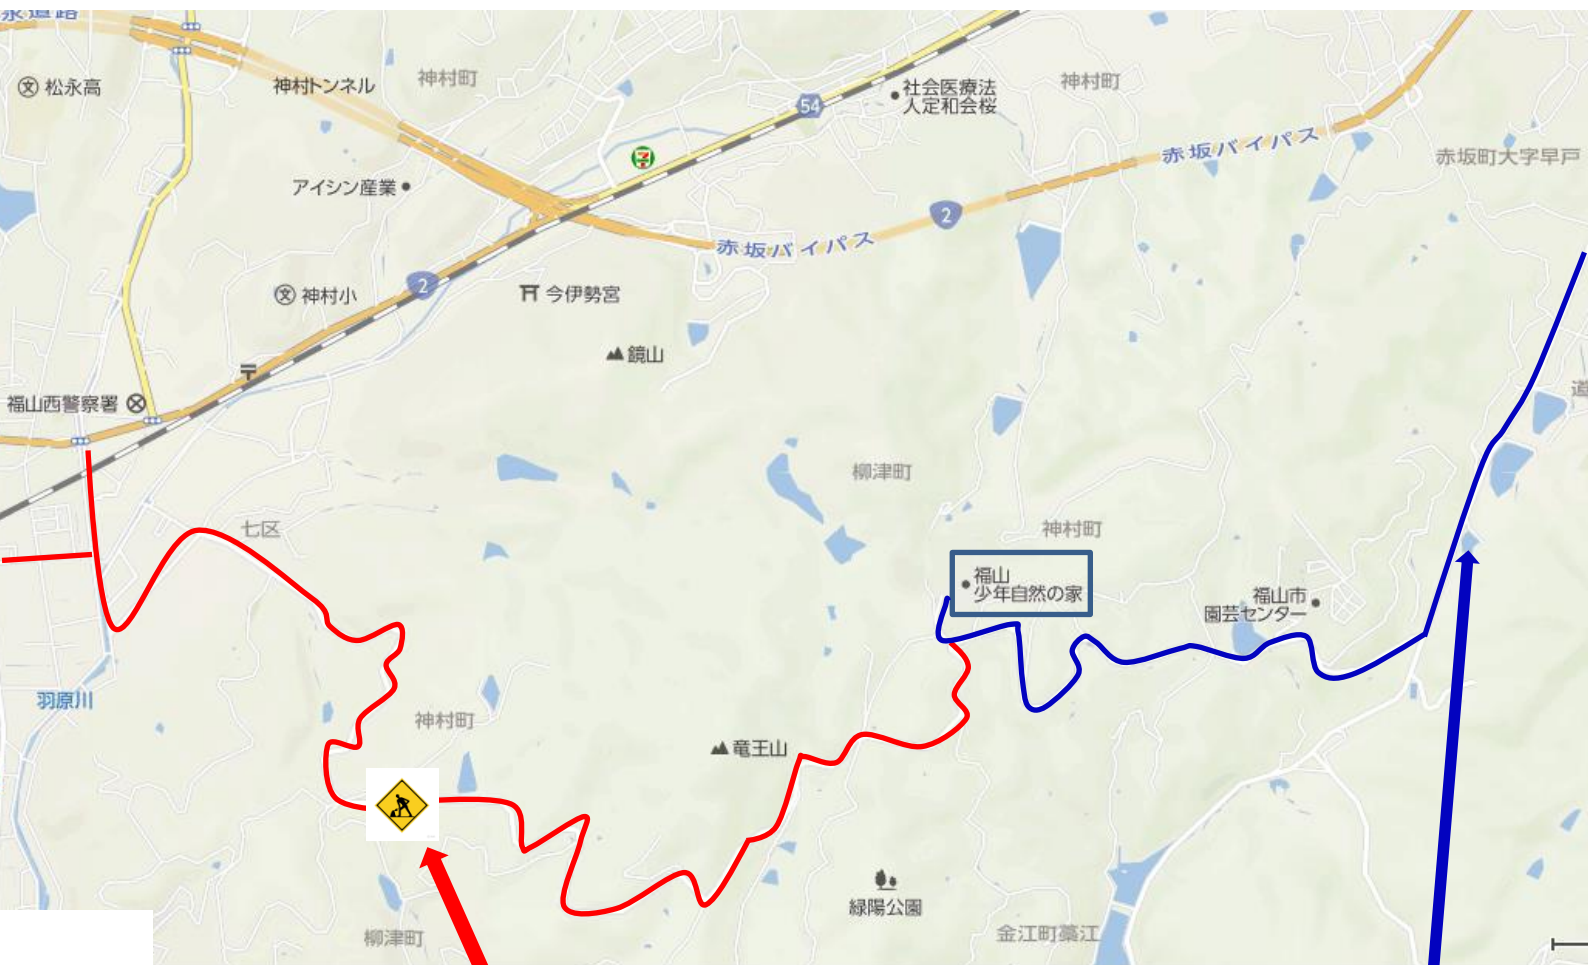 松永高
神村トンネル
神村町
54
社会医療法
人定和会桜
神村町
赤坂バイパス
赤坂町大字早戸
7
アイシン産業
2
赤坂バイパス
神村小
2
今伊勢宮
鏡山
福山西警察署
道
柳津町
七区
神村町
福山
少年自然の家
福山市
園芸センター
羽原川
神村町
竜王山
緑陽公園
柳津町
金江町藁江